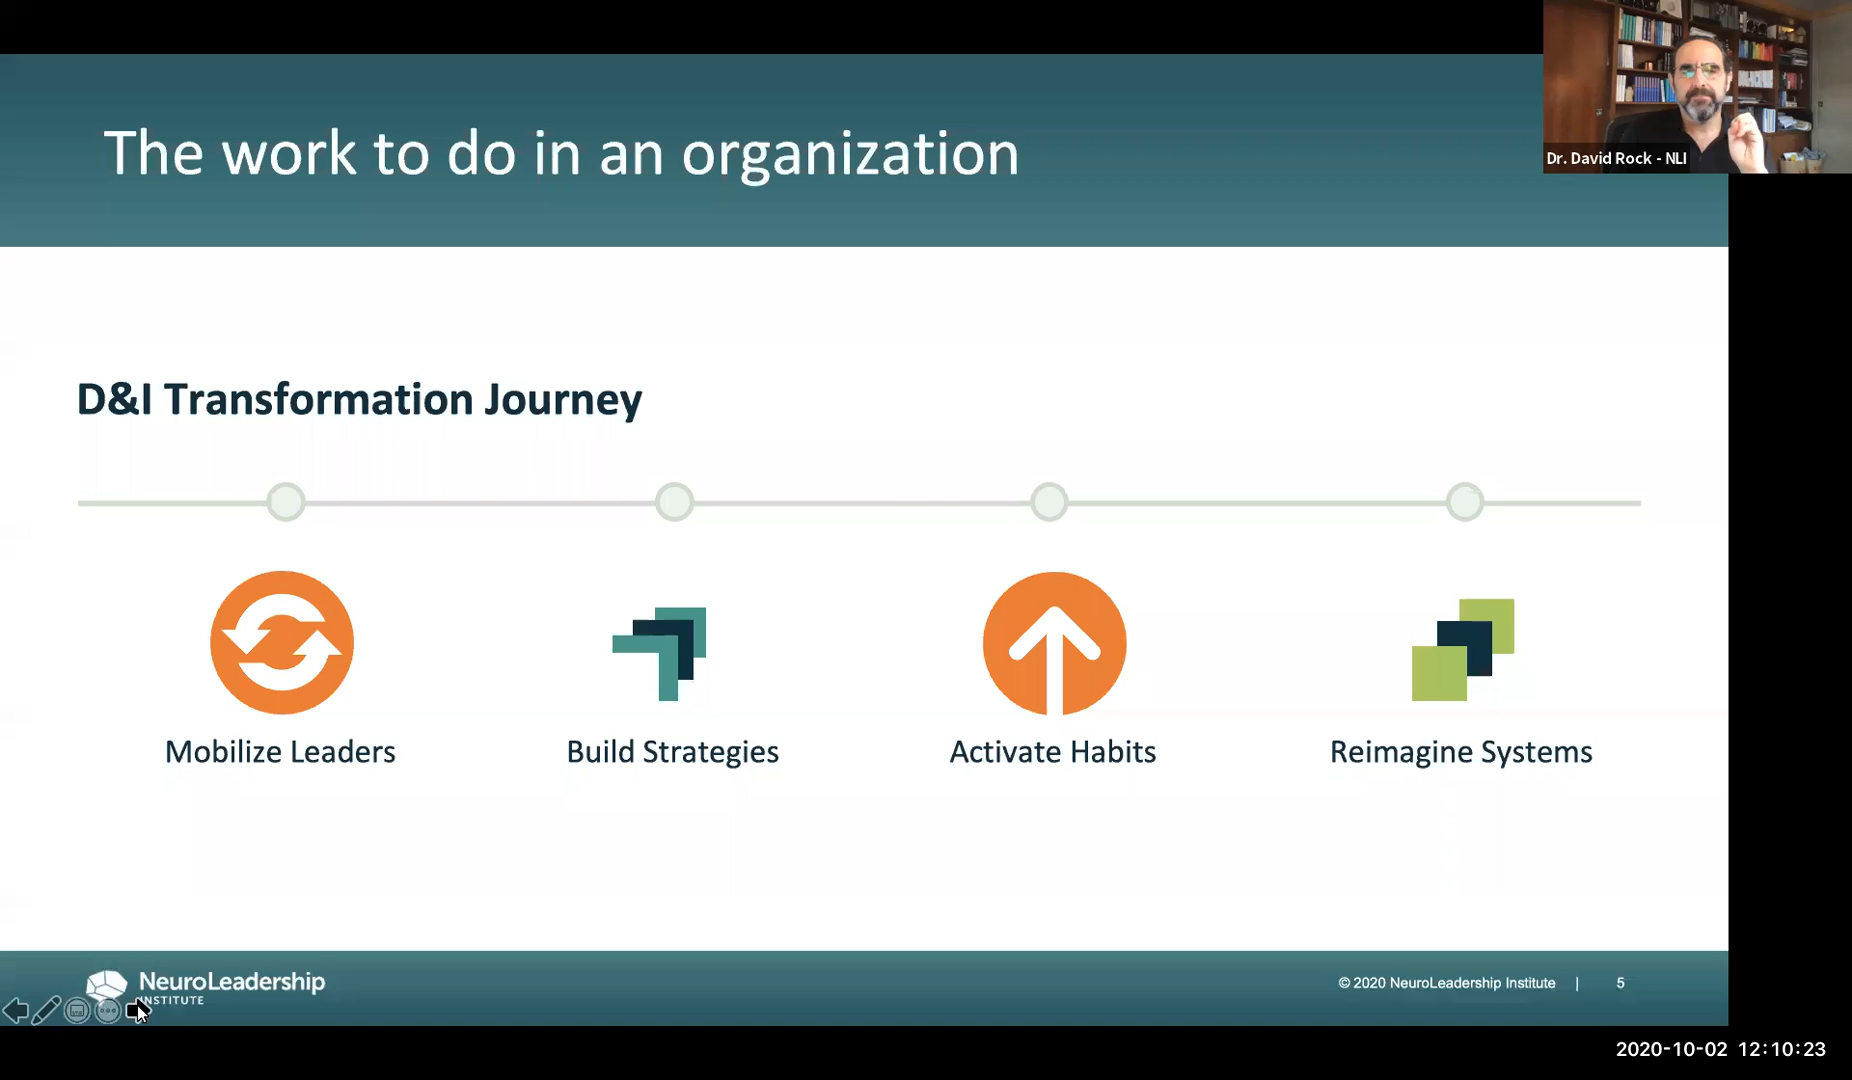 The work to do in an organization
Dr. David Rock - NLI
D&I Transformation Journey
Mobilize Leaders
Build Strategies
Activate Habits
Reimagine Systems
NeuroLeadership
INSTITUTE
© 2020 NeuroLeadership Institute | 5
2020-10-02 12:10:23